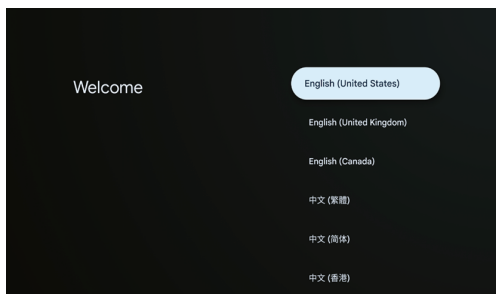 Welcome
English (United States)
English (United Kingdom)
English (Canada)
中文 (繁體)
中文 (简体)
中文 (香港)